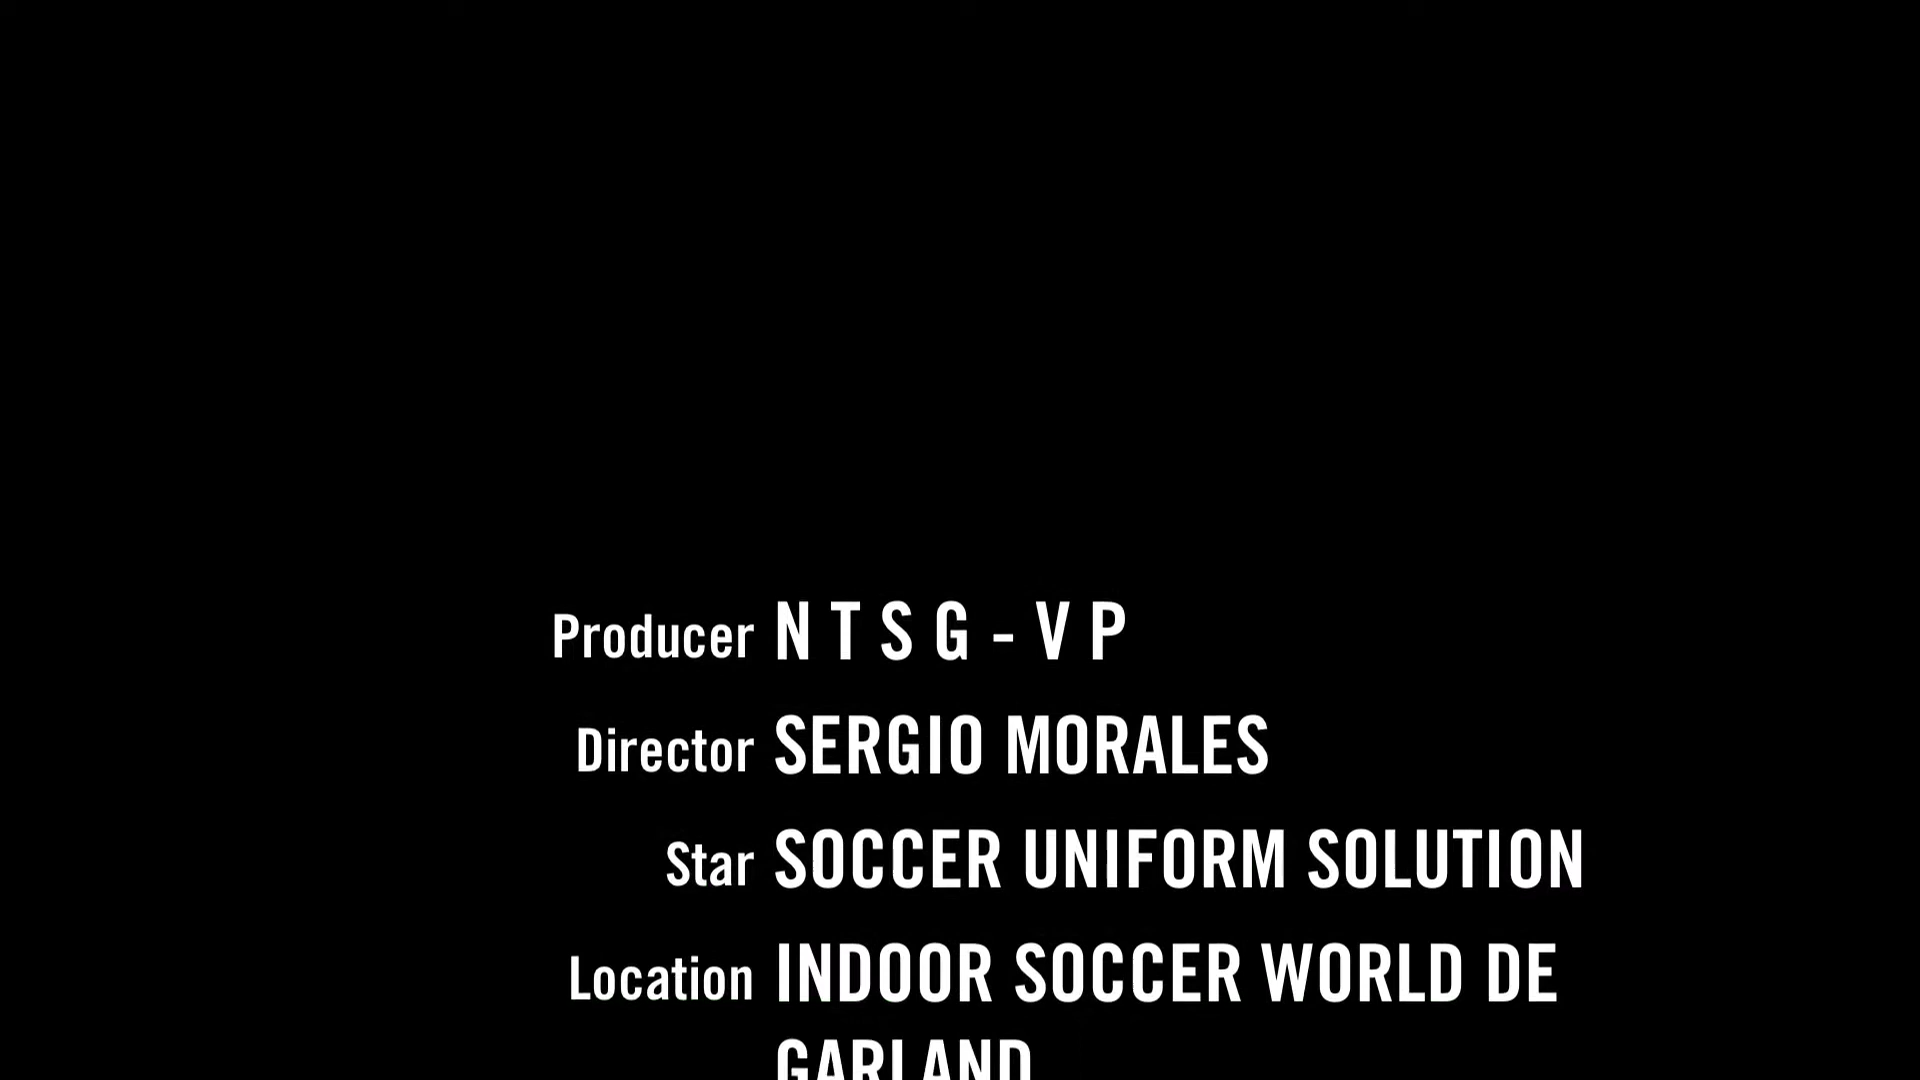 Producer N T S G - V P
Director SERGIO MORALES
Star SOCCER UNIFORM SOLUTION
Location INDOOR SOCCER WORLD DE
GARLAND